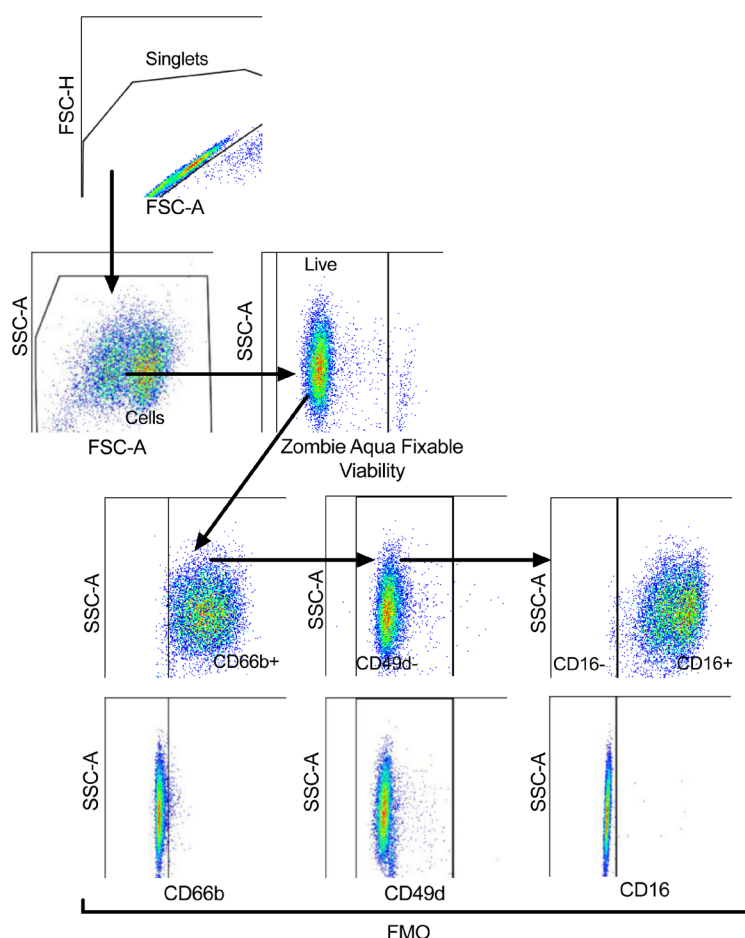 Singlets
FSC-H
FSC-A
SSC-A
Cells
FSC-A
Live
SSC-A
Zombie Aqua Fixable
Viability
SSC-A
CD66b+
SSC-A
CD49d-
SSC-A
CD16-
CD16+
SSC-A
CD66b
SSC-A
CD49d
SSC-A
CD16
FMO